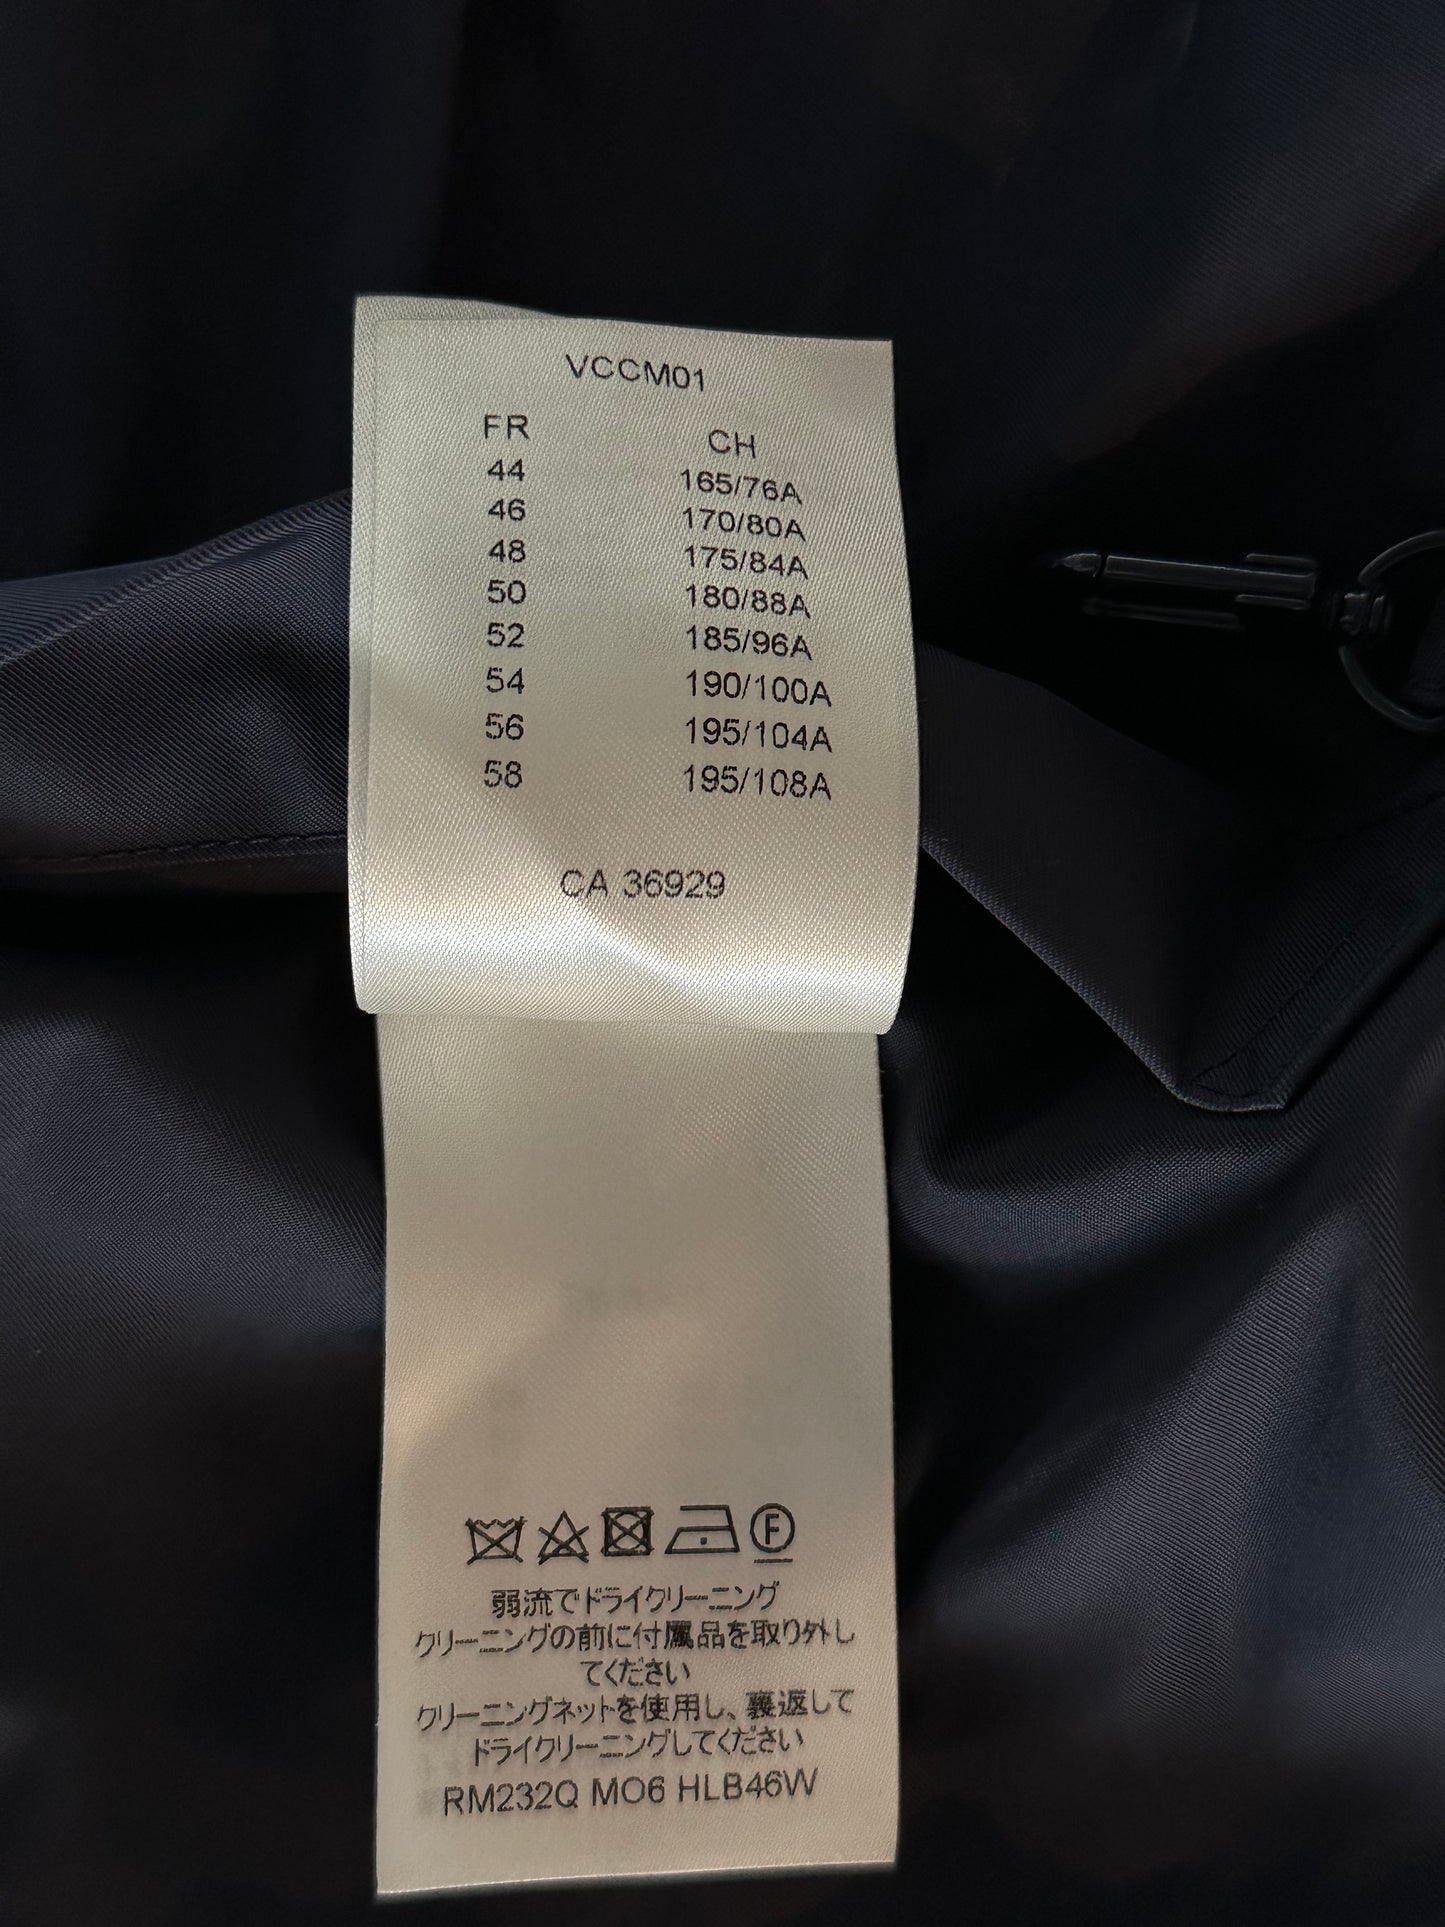 VCCM01
FR CH
44 165/76A
46 170/80A
48 175/84A
50 180/88A
52 185/96A
54 190/100A
56 195/104A
58 195/108A
CA 36929
F
弱流でドライクリーニング
クリーニングの前に付属品を取り外し
てください
クリーニングネットを使用し、裏返して
ドライクリーニングしてください
RM232Q MO6 HLB46W